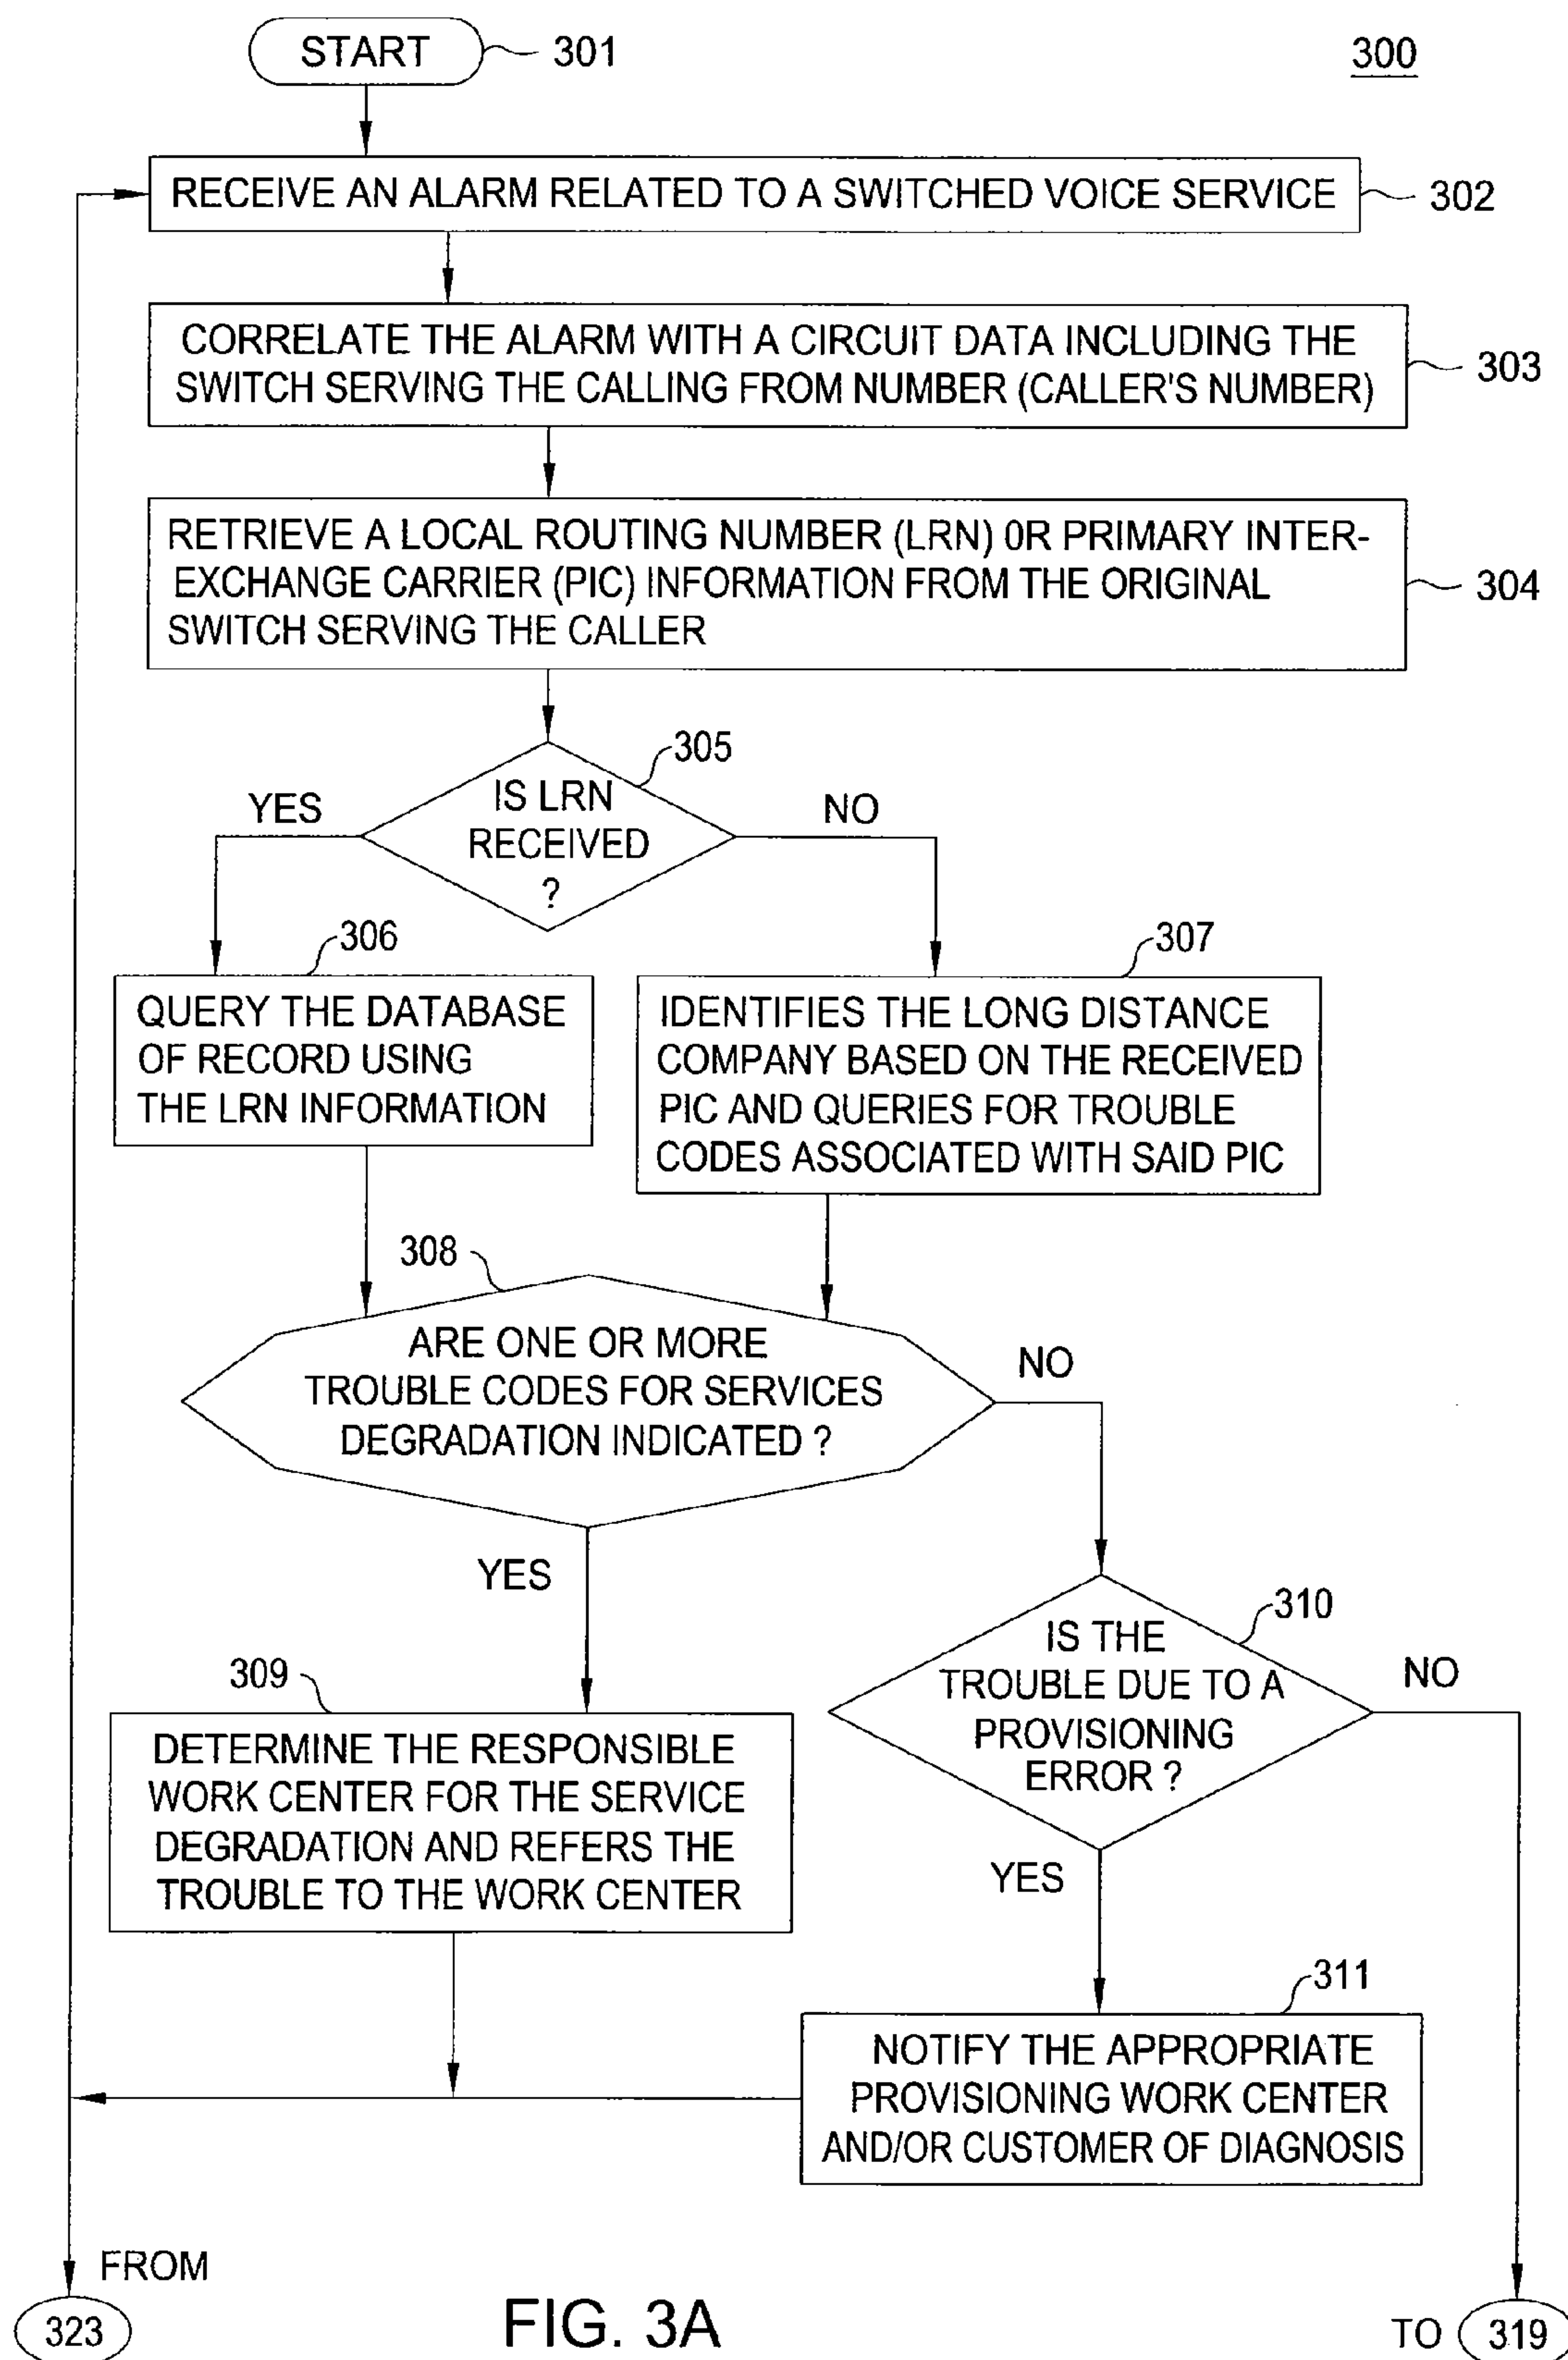 START
301
300
RECEIVE AN ALARM RELATED TO A SWITCHED VOICE SERVICE
302
CORRELATE THE ALARM WITH A CIRCUIT DATA INCLUDING THE
SWITCH SERVING THE CALLING FROM NUMBER (CALLER'S NUMBER)
303
RETRIEVE A LOCAL ROUTING NUMBER (LRN) OR PRIMARY INTER-
EXCHANGE CARRIER (PIC) INFORMATION FROM THE ORIGINAL
SWITCH SERVING THE CALLER
304
305
IS LRN
RECEIVED
?
YES
NO
306
QUERY THE DATABASE
OF RECORD USING
THE LRN INFORMATION
307
IDENTIFIES THE LONG DISTANCE
COMPANY BASED ON THE RECEIVED
PIC AND QUERIES FOR TROUBLE
CODES ASSOCIATED WITH SAID PIC
308
ARE ONE OR MORE
TROUBLE CODES FOR SERVICES
DEGRADATION INDICATED ?
NO
YES
310
IS THE
TROUBLE DUE TO A
PROVISIONING
ERROR ?
NO
YES
309
DETERMINE THE RESPONSIBLE
WORK CENTER FOR THE SERVICE
DEGRADATION AND REFERS THE
TROUBLE TO THE WORK CENTER
311
NOTIFY THE APPROPRIATE
PROVISIONING WORK CENTER
AND/OR CUSTOMER OF DIAGNOSIS
FROM
323
FIG. 3A
TO
319